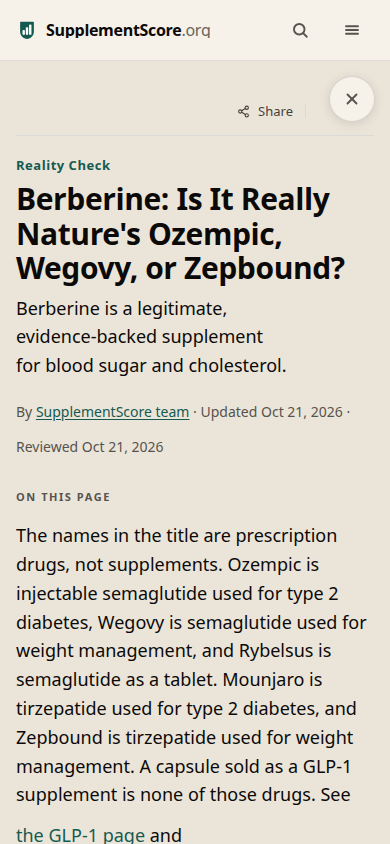 SupplementScore.org
Share
Reality Check
Berberine: Is It Really
Nature's Ozempic,
Wegovy, or Zepbound?
Berberine is a legitimate,
evidence-backed supplement
for blood sugar and cholesterol.
By SupplementScore team · Updated Oct 21, 2026 ·
Reviewed Oct 21, 2026
ON THIS PAGE
The names in the title are prescription
drugs, not supplements. Ozempic is
injectable semaglutide used for type 2
diabetes, Wegovy is semaglutide used for
weight management, and Rybelsus is
semaglutide as a tablet. Mounjaro is
tirzepatide used for type 2 diabetes, and
Zepbound is tirzepatide used for weight
management. A capsule sold as a GLP-1
supplement is none of those drugs. See
the GLP-1 page and